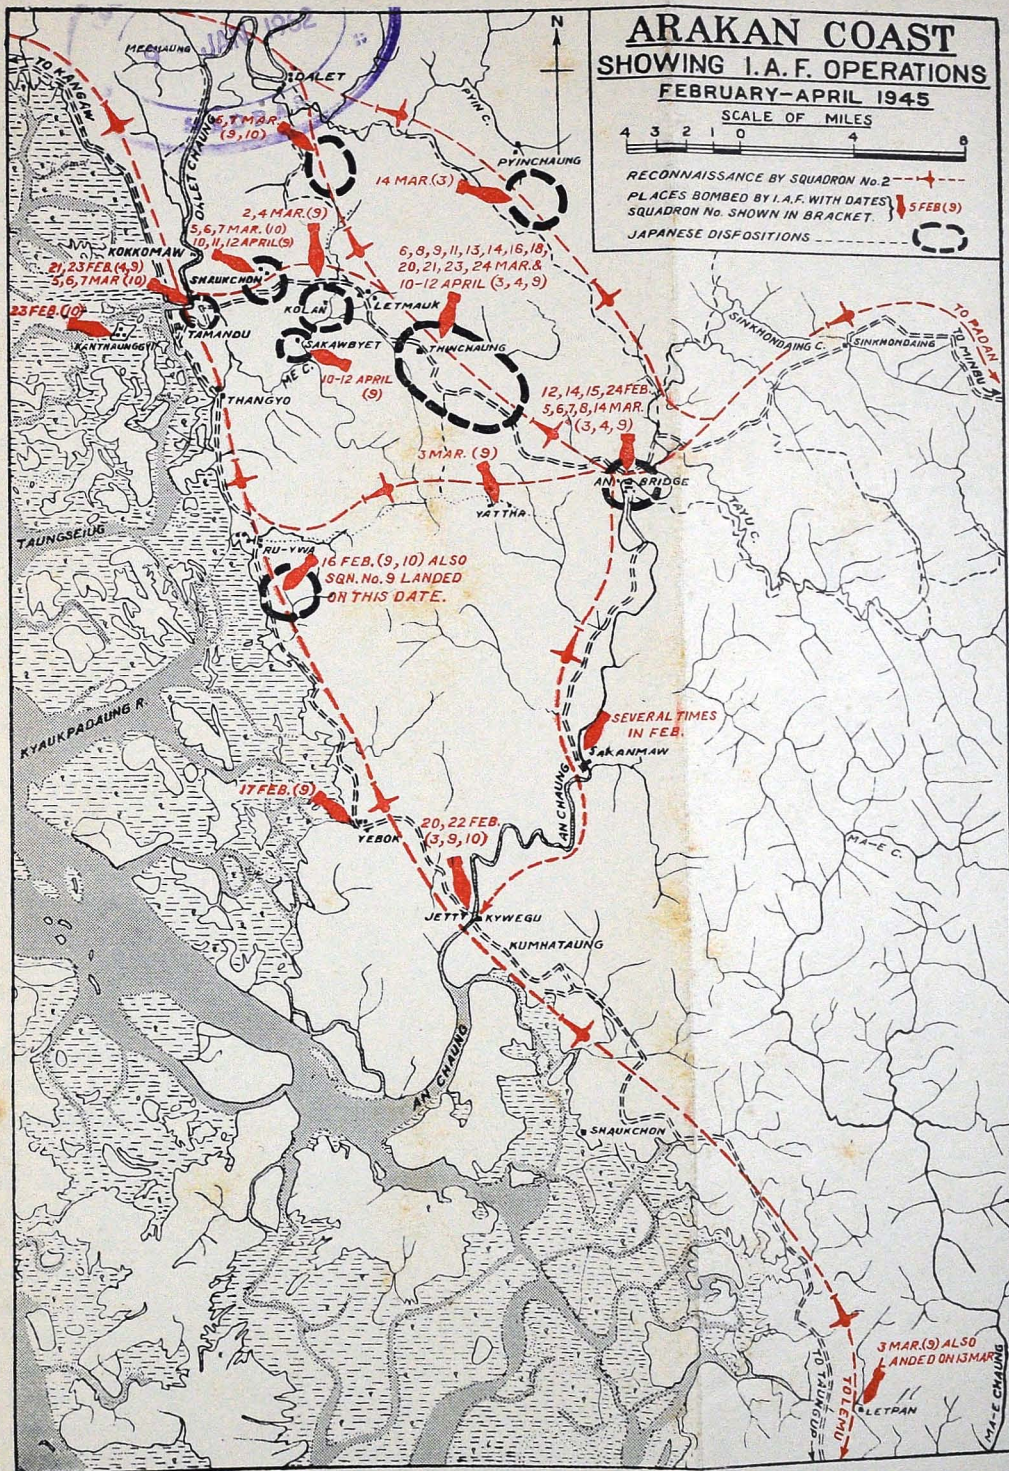 ARAKAN COAST
SHOWING I.A.F. OPERATIONS
FEBRUARY–APRIL 1945
SCALE OF MILES
4 3 2 1 0 4 8
RECONNAISSANCE BY SQUADRON No. 2
PLACES BOMBED BY I.A.F. WITH DATES
SQUADRON No. SHOWN IN BRACKET.
5 FEB (9)
JAPANESE DISPOSITIONS
N
JAN 1962
TO KANGAW
DALET
DALET CHAUNG
PYIN C.
PYINCHAUNG
14 MAR. (3)
5,7 MAR.
(9, 10)
2, 4 MAR. (9)
5, 6, 7 MAR. (10)
10, 11, 12 APRIL (9)
6, 8, 9, 11, 13, 14, 16, 18,
20, 21, 23, 24 MAR. &
10-12 APRIL (3, 4, 9)
KOKKOMAW
21, 23 FEB. (4, 9)
5, 6, 7 MAR (10)
23 FEB. (10)
SHAUKCHON
KOLAN
LETMAUK
TAMANDU
SAKAWBYET
ME C.
10-12 APRIL
(9)
THINCHAUNG
THANGYO
12, 14, 15, 24 FEB.
5, 6, 7, 8, 14 MAR.
(3, 4, 9)
SINKHONDAING C.
SINKHONDAING
TO PADAN
TO MINBU
3 MAR. (9)
YATTHA
AN BRIDGE
TAYU C.
TAUNGSEIUG
RU-YWA
16 FEB. (9, 10) ALSO
SQN. No. 9 LANDED
ON THIS DATE.
KYAUKPADAUNG R.
SEVERAL TIMES
IN FEB.
SAKANMAW
AN CHAUNG
17 FEB. (9)
YEBOK
20, 22 FEB.
(3, 9, 10)
MA-E C.
JETTY
KYWEGU
KUMHATAUNG
AN CHAUNG
SHAUKCHON
3 MAR. (9) ALSO
LANDED ON 13 MAR
LETPAN
TO TAUNGUP
TO LEMU
MA-E CHAUNG